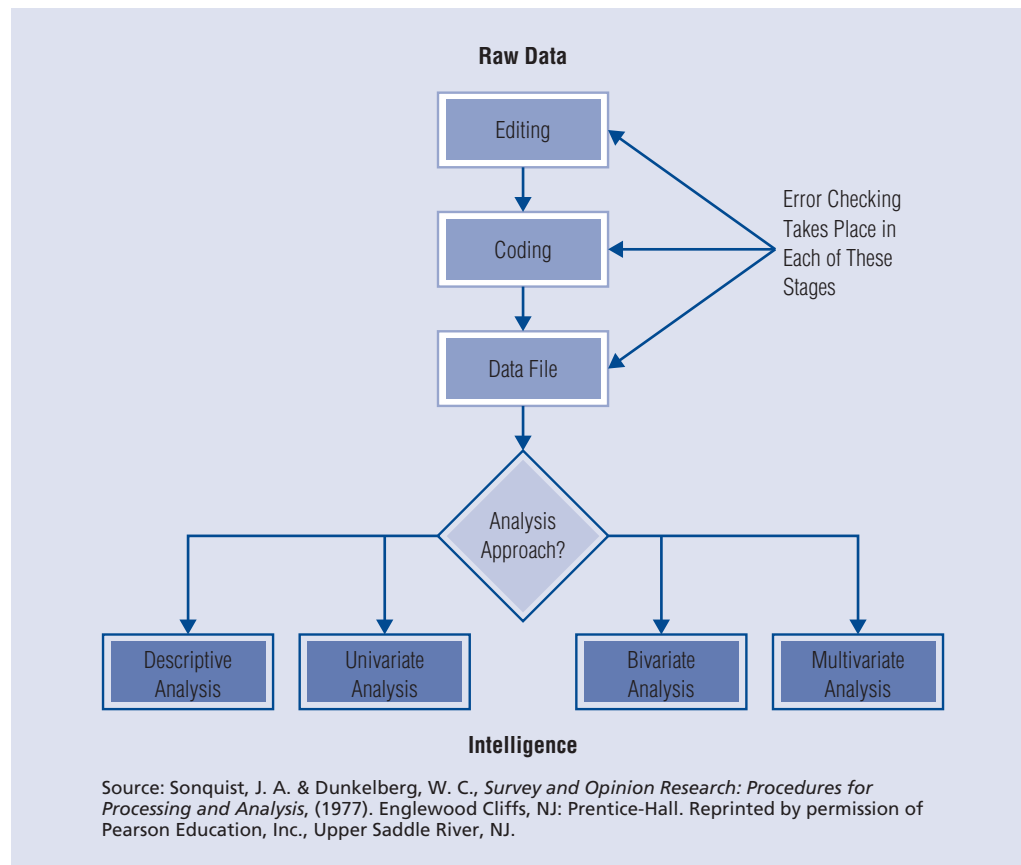 Raw Data
Editing
Coding
Data File
Error Checking
Takes Place in
Each of These
Stages
Analysis
Approach?
Descriptive
Analysis
Univariate
Analysis
Bivariate
Analysis
Multivariate
Analysis
Intelligence
Source: Sonquist, J. A. & Dunkelberg, W. C., Survey and Opinion Research: Procedures for
Processing and Analysis, (1977). Englewood Cliffs, NJ: Prentice-Hall. Reprinted by permission of
Pearson Education, Inc., Upper Saddle River, NJ.